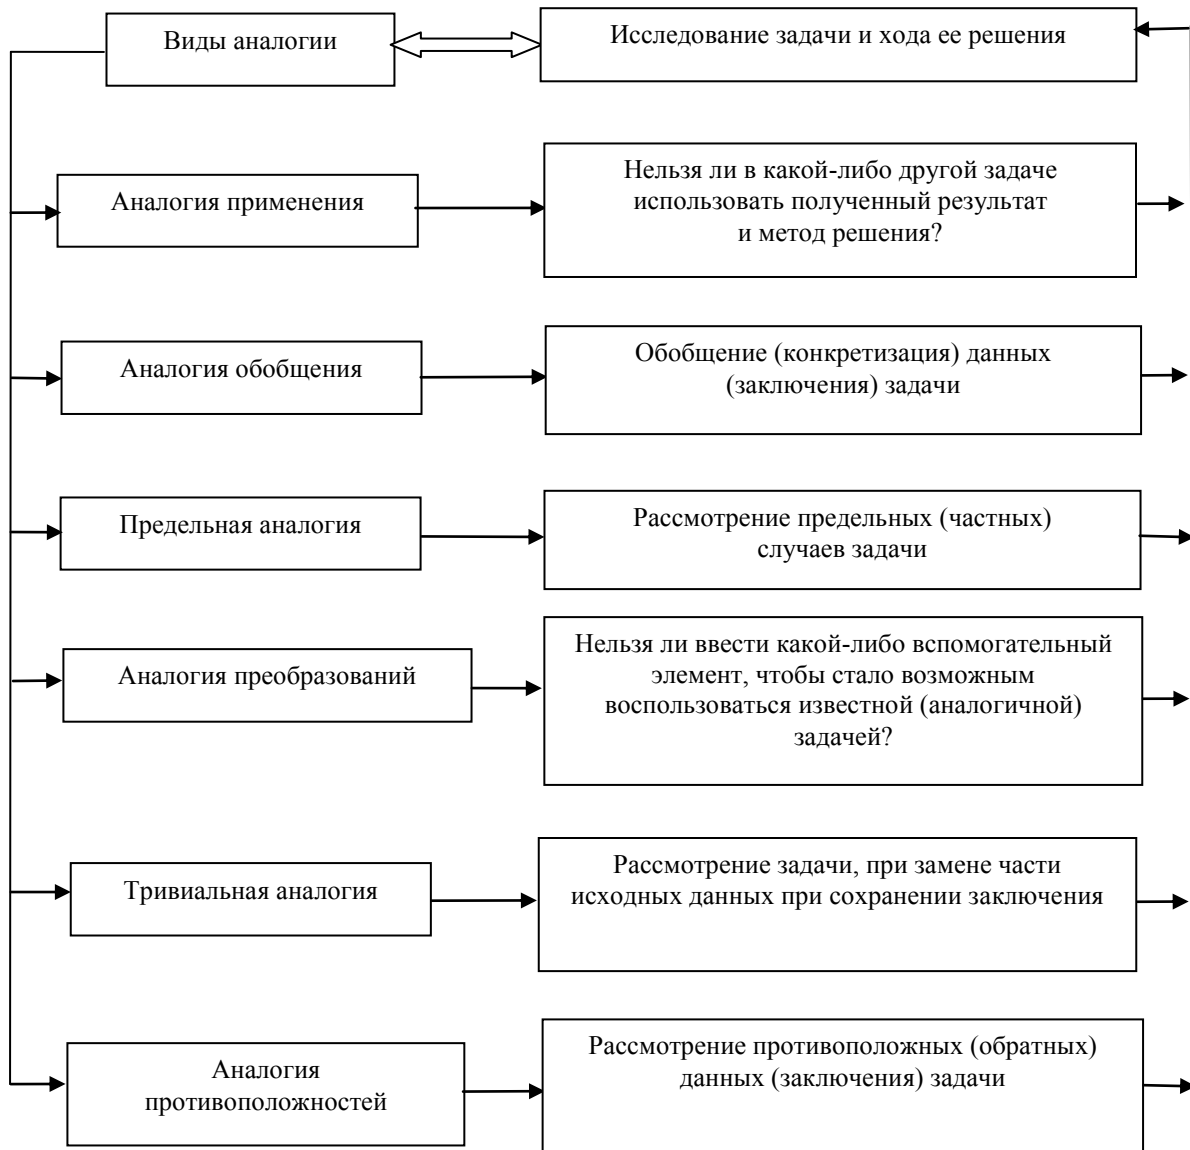 Виды аналогии
Исследование задачи и хода ее решения
Аналогия применения
Нельзя ли в какой-либо другой задаче
использовать полученный результат
и метод решения?
Аналогия обобщения
Обобщение (конкретизация) данных
(заключения) задачи
Предельная аналогия
Рассмотрение предельных (частных)
случаев задачи
Аналогия преобразований
Нельзя ли ввести какой-либо вспомогательный
элемент, чтобы стало возможным
воспользоваться известной (аналогичной)
задачей?
Тривиальная аналогия
Рассмотрение задачи, при замене части
исходных данных при сохранении заключения
Аналогия
противоположностей
Рассмотрение противоположных (обратных)
данных (заключения) задачи